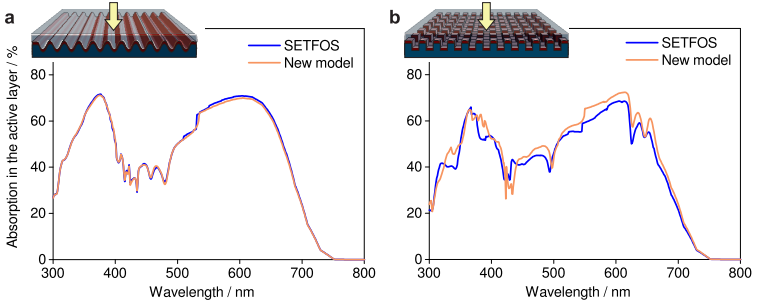 a
SETFOS
New model
Absorption in the active layer / %
80
60
40
20
0
300
400
500
600
700
800
Wavelength / nm
b
SETFOS
New model
80
60
40
20
0
300
400
500
600
700
800
Wavelength / nm